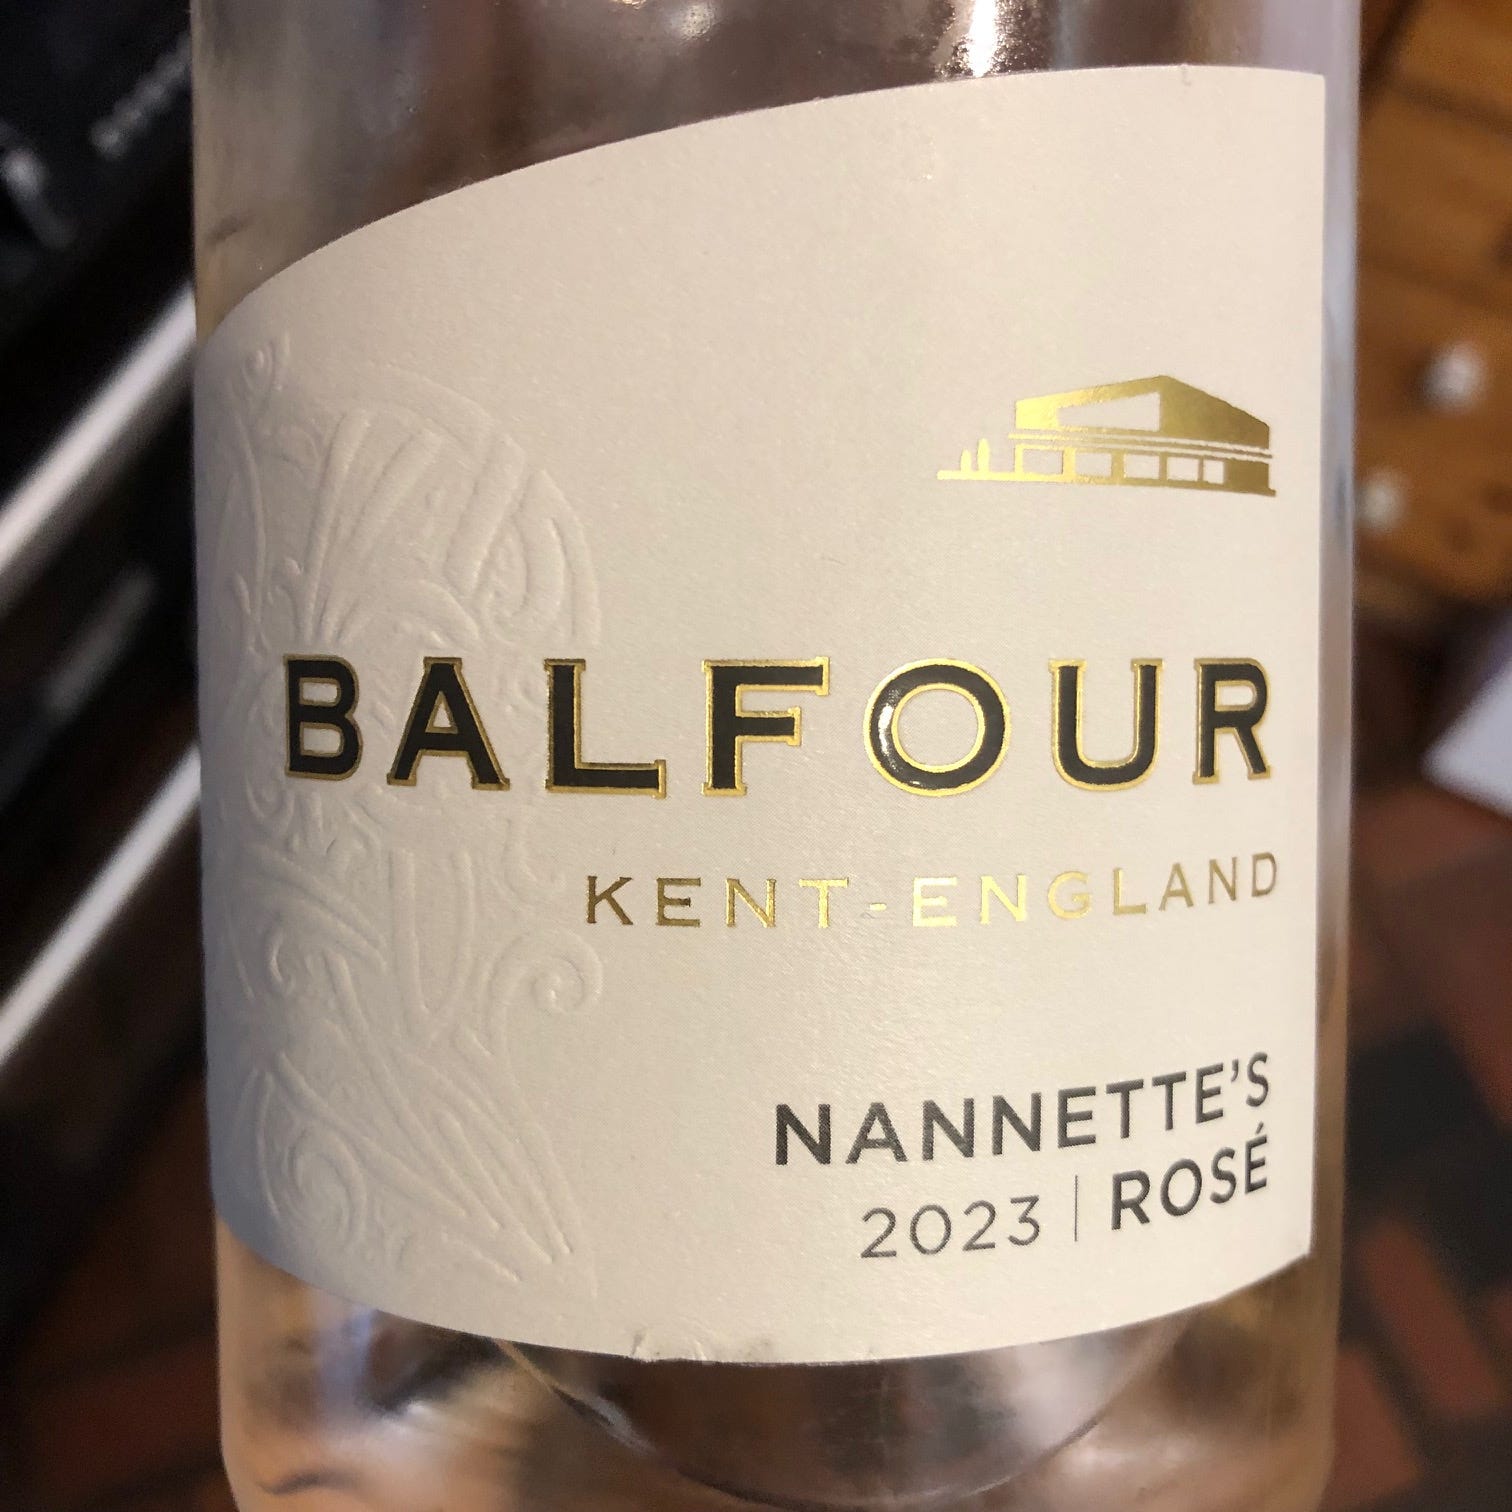 BALFOUR
KENT-ENGLAND
NANNETTE'S
2023 | ROSÉ